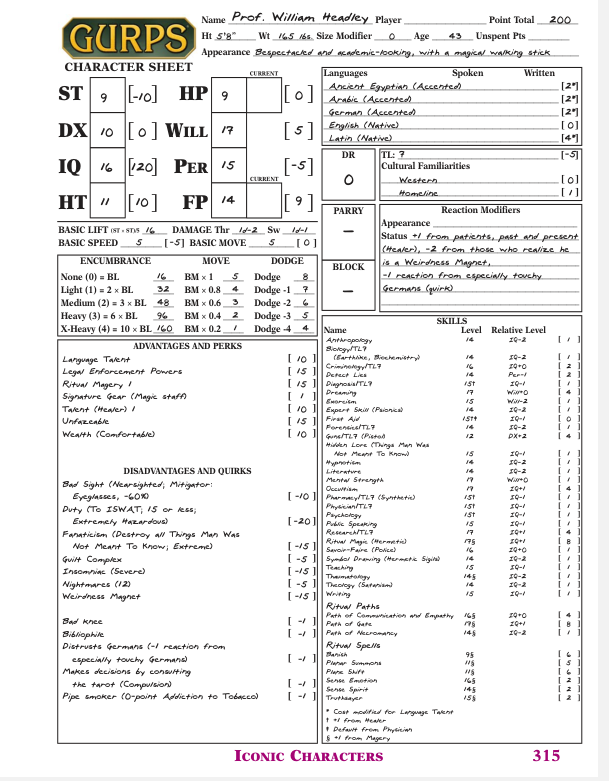 GURPS
CHARACTER SHEET
Name Prof. William Headley Player Point Total 200
Ht 5'8" Wt 165 lbs. Size Modifier 0 Age 43 Unspent Pts
Appearance Bespectacled and academic-looking, with a magical walking stick
CURRENT
ST 9 [-10] HP 9 [ 0 ]
DX 10 [ 0 ] WILL 17 [ 5 ]
IQ 16 [120] PER 15 [-5]
CURRENT
HT 11 [10] FP 14 [ 9 ]
BASIC LIFT (ST × ST)/5 16 DAMAGE Thr 1d-2 Sw 1d-1
BASIC SPEED 5 [-5] BASIC MOVE 5 [ 0 ]
ENCUMBRANCE MOVE DODGE
None (0) = BL 16 BM × 1 5 Dodge 8
Light (1) = 2 × BL 32 BM × 0.8 4 Dodge -1 7
Medium (2) = 3 × BL 48 BM × 0.6 3 Dodge -2 6
Heavy (3) = 6 × BL 96 BM × 0.4 2 Dodge -3 5
X-Heavy (4) = 10 × BL 160 BM × 0.2 1 Dodge -4 4
ADVANTAGES AND PERKS
Language Talent [ 10 ]
Legal Enforcement Powers [ 15 ]
Ritual Magery 1 [ 15 ]
Signature Gear (Magic staff) [ 1 ]
Talent (Healer) 1 [ 10 ]
Unfazeable [ 15 ]
Wealth (Comfortable) [ 10 ]
DISADVANTAGES AND QUIRKS
Bad Sight (Nearsighted; Mitigator:
Eyeglasses, -60%) [ -10 ]
Duty (To ISWAT; 15 or less;
Extremely Hazardous) [ -20 ]
Fanaticism (Destroy all Things Man Was
Not Meant To Know; Extreme) [ -15 ]
Guilt Complex [ -5 ]
Insomniac (Severe) [ -15 ]
Nightmares (12) [ -5 ]
Weirdness Magnet [ -15 ]
Bad knee [ -1 ]
Bibliophile [ -1 ]
Distrusts Germans (-1 reaction from
especially touchy Germans) [ -1 ]
Makes decisions by consulting
the tarot (Compulsion) [ -1 ]
Pipe smoker (0-point Addiction to Tobacco) [ -1 ]
Languages Spoken Written
Ancient Egyptian (Accented) [2*]
Arabic (Accented) [2*]
German (Accented) [2*]
English (Native) [ 0 ]
Latin (Native) [4*]
DR
0
TL: 7 [-5]
Cultural Familiarities
Western [ 0 ]
Homeline [ 1 ]
PARRY
–
BLOCK
–
Reaction Modifiers
Appearance
Status +1 from patients, past and present
(Healer), -2 from those who realize he
is a Weirdness Magnet,
-1 reaction from especially touchy
Germans (quirk)
SKILLS
Name Level Relative Level
Anthropology 14 IQ-2 [ 1 ]
Biology/TL7
(Earthlike, Biochemistry) 14 IQ-2 [ 1 ]
Criminology/TL7 16 IQ+0 [ 2 ]
Detect Lies 14 Per-1 [ 2 ]
Diagnosis/TL7 15† IQ-1 [ 1 ]
Dreaming 17 Will+0 [ 4 ]
Exorcism 15 Will-2 [ 1 ]
Expert Skill (Psionics) 14 IQ-2 [ 1 ]
First Aid 15†‡ IQ-1 [ 0 ]
Forensics/TL7 14 IQ-2 [ 1 ]
Guns/TL7 (Pistol) 12 DX+2 [ 4 ]
Hidden Lore (Things Man Was
Not Meant To Know) 15 IQ-1 [ 1 ]
Hypnotism 14 IQ-2 [ 1 ]
Literature 14 IQ-2 [ 1 ]
Mental Strength 17 Will+0 [ 1 ]
Occultism 17 IQ+1 [ 4 ]
Pharmacy/TL7 (Synthetic) 15† IQ-1 [ 1 ]
Physician/TL7 15† IQ-1 [ 1 ]
Psychology 15† IQ-1 [ 1 ]
Public Speaking 15 IQ-1 [ 1 ]
Research/TL7 17 IQ+1 [ 4 ]
Ritual Magic (Hermetic) 17§ IQ+1 [ 8 ]
Savoir-Faire (Police) 16 IQ+0 [ 1 ]
Symbol Drawing (Hermetic Sigils) 14 IQ-2 [ 1 ]
Teaching 15 IQ-1 [ 1 ]
Thaumatology 14§ IQ-2 [ 1 ]
Theology (Satanism) 14 IQ-2 [ 1 ]
Writing 15 IQ-1 [ 1 ]
Ritual Paths
Path of Communication and Empathy 16§ IQ+0 [ 4 ]
Path of Gate 17§ IQ+1 [ 8 ]
Path of Necromancy 14§ IQ-2 [ 1 ]
Ritual Spells
Banish 9§ [ 6 ]
Planar Summons 11§ [ 5 ]
Plane Shift 11§ [ 6 ]
Sense Emotion 16§ [ 2 ]
Sense Spirit 14§ [ 2 ]
Truthsayer 15§ [ 2 ]
* Cost modified for Language Talent
† +1 from Healer
‡ Default from Physician
§ +1 from Magery
ICONIC CHARACTERS 315